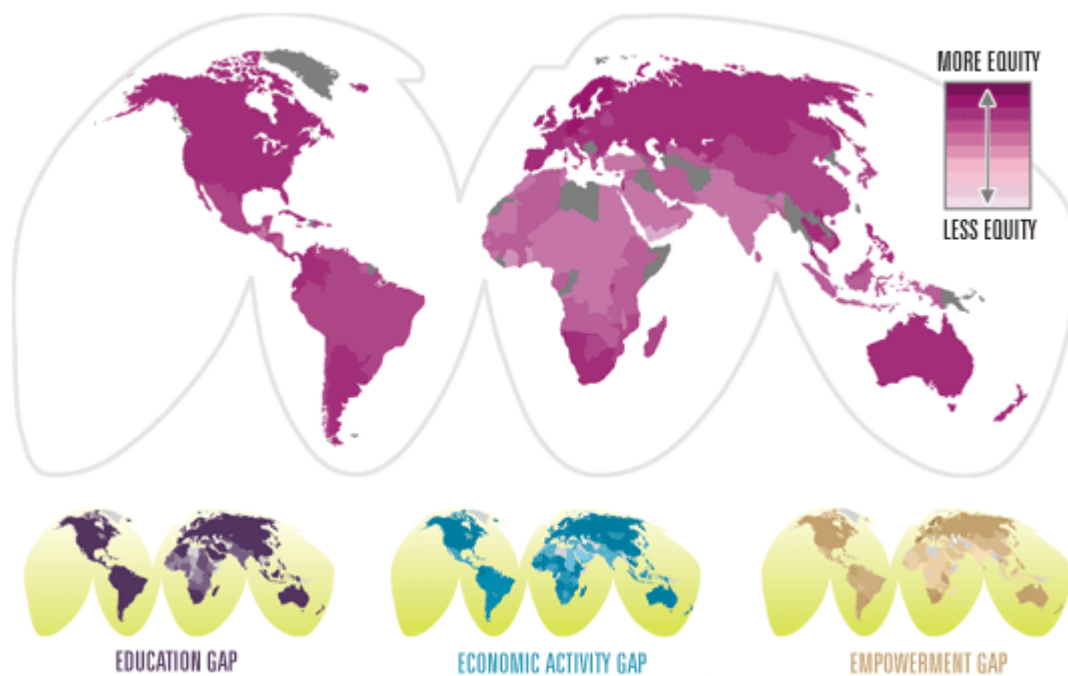 MORE EQUITY
LESS EQUITY
EDUCATION GAP
ECONOMIC ACTIVITY GAP
EMPOWERMENT GAP